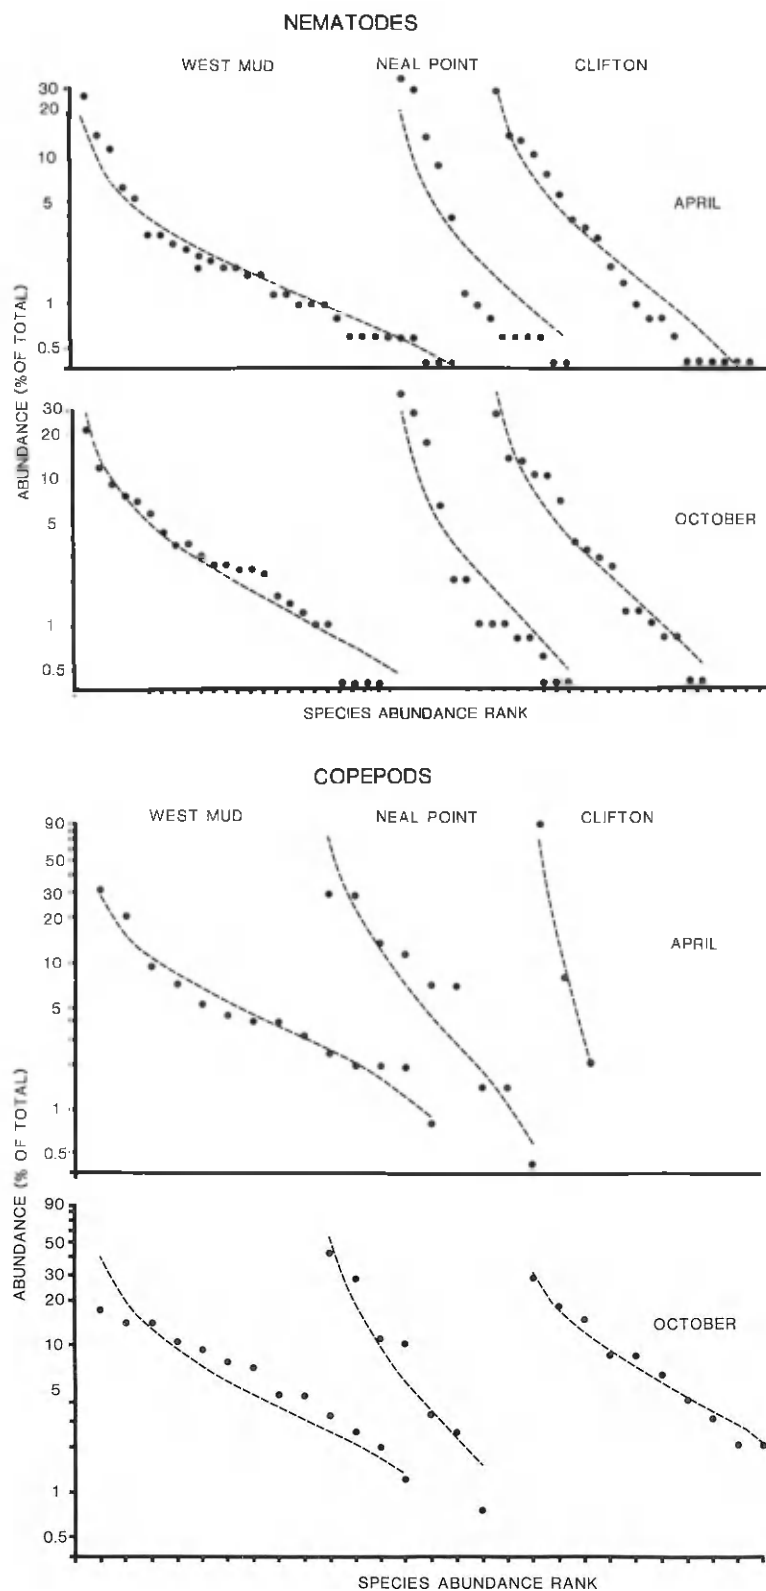 NEMATODES
WEST MUD NEAL POINT CLIFTON
30
20
10
5
1
0.5
APRIL
ABUNDANCE (% OF TOTAL)
30
20
10
5
1
0.5
OCTOBER
SPECIES ABUNDANCE RANK
COPEPODS
WEST MUD NEAL POINT CLIFTON
90
50
30
20
10
5
1
0.5
APRIL
ABUNDANCE (% OF TOTAL)
90
50
30
20
10
5
1
0.5
OCTOBER
SPECIES ABUNDANCE RANK